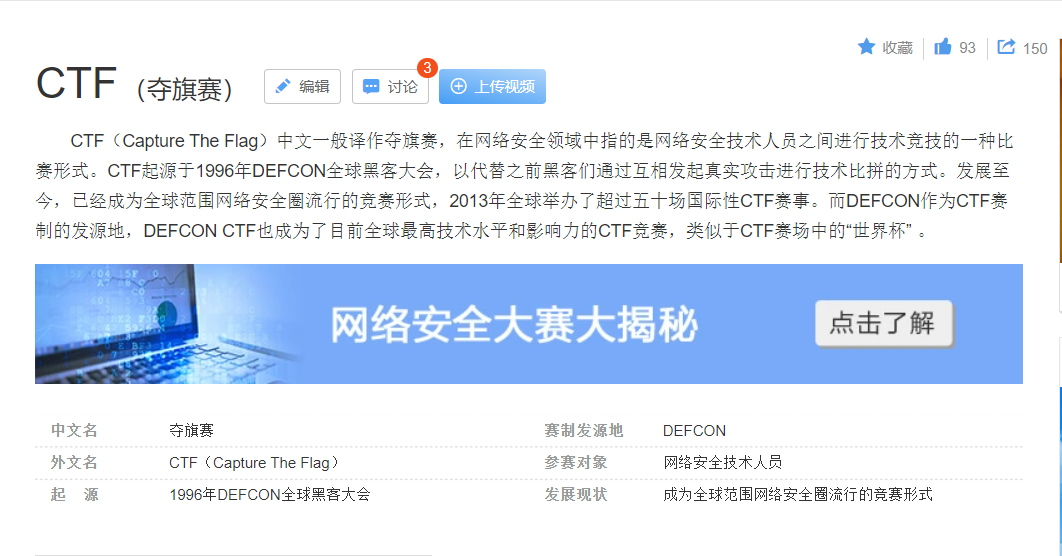 收藏 93 150
CTF （夺旗赛） 编辑 讨论 3 上传视频
CTF（Capture The Flag）中文一般译作夺旗赛，在网络安全领域中指的是网络安全技术人员之间进行技术竞技的一种比
赛形式。CTF起源于1996年DEFCON全球黑客大会，以代替之前黑客们通过互相发起真实攻击进行技术比拼的方式。发展至
今，已经成为全球范围网络安全圈流行的竞赛形式，2013年全球举办了超过五十场国际性CTF赛事。而DEFCON作为CTF赛
制的发源地，DEFCON CTF也成为了目前全球最高技术水平和影响力的CTF竞赛，类似于CTF赛场中的“世界杯” 。
网络安全大赛大揭秘 点击了解
中文名 夺旗赛 赛制发源地 DEFCON
外文名 CTF（Capture The Flag） 参赛对象 网络安全技术人员
起 源 1996年DEFCON全球黑客大会 发展现状 成为全球范围网络安全圈流行的竞赛形式